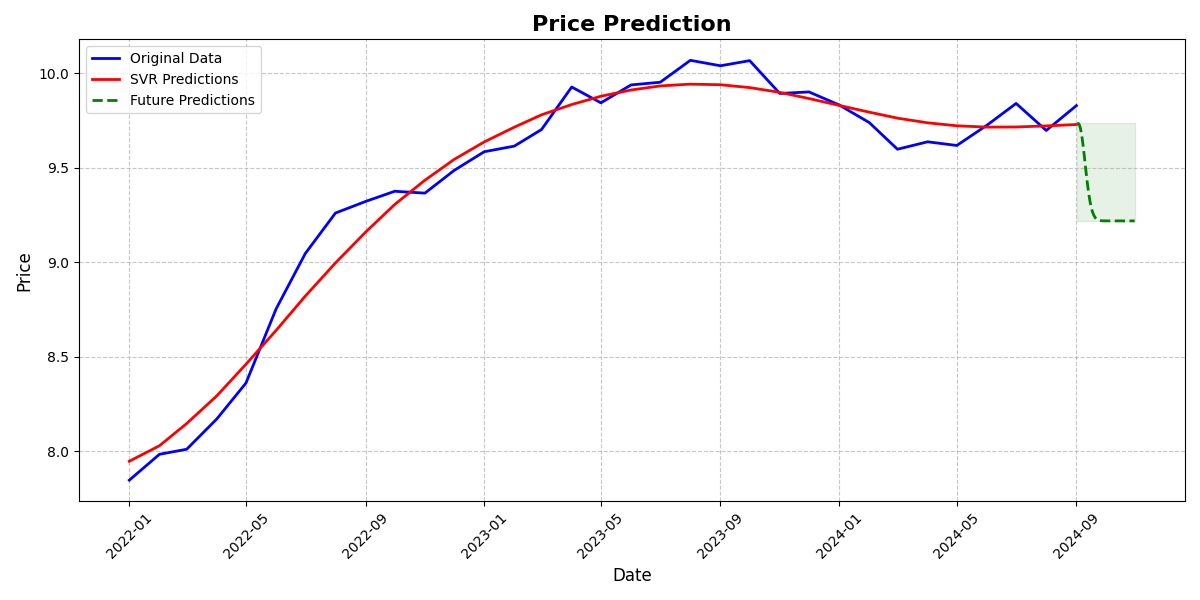 Price Prediction
Original Data
SVR Predictions
Future Predictions
Price
10.0
9.5
9.0
8.5
8.0
2022-01
2022-05
2022-09
2023-01
2023-05
2023-09
2024-01
2024-05
2024-09
Date